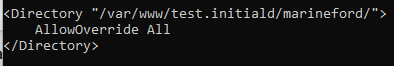 <Directory "/var/www/test.initiald/marineford/">
    AllowOverride All
</Directory>